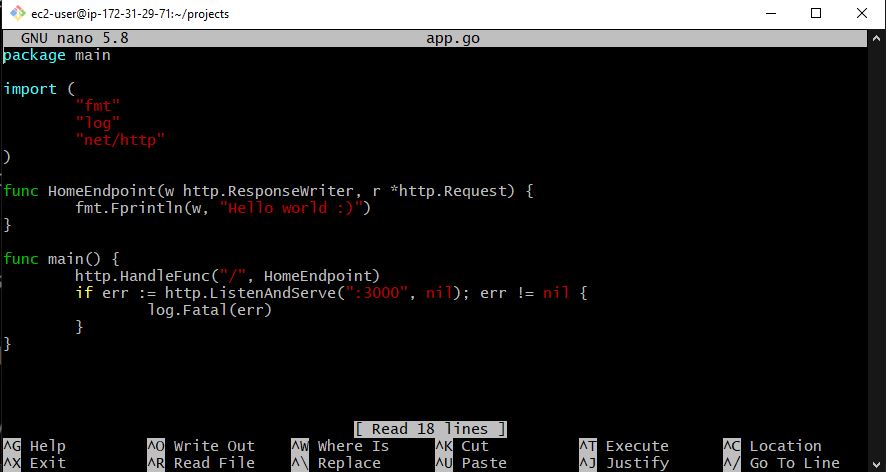 ec2-user@ip-172-31-29-71:~/projects
GNU nano 5.8 app.go
package main

import (
        "fmt"
        "log"
        "net/http"
)

func HomeEndpoint(w http.ResponseWriter, r *http.Request) {
        fmt.Fprintln(w, "Hello world :)")
}

func main() {
        http.HandleFunc("/", HomeEndpoint)
        if err := http.ListenAndServe(":3000", nil); err != nil {
                log.Fatal(err)
        }
}

[ Read 18 lines ]
^G Help ^O Write Out ^W Where Is ^K Cut ^T Execute ^C Location
^X Exit ^R Read File ^\ Replace ^U Paste ^J Justify ^/ Go To Line